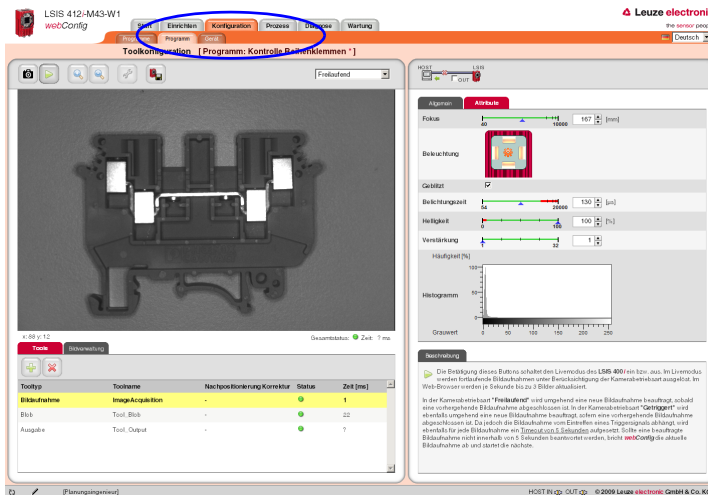 LSIS 412i-M43-W1
webConfig
Leuze electronic
the sensor peop
Start Einrichten Konfiguration Prozess Diagnose Wartung
Programme Programm Gerät
Deutsch
Toolkonfiguration [ Programm: Kontrolle Reihenklemmen * ]
Freilaufend
HOST LSIS
OUT
Allgemein Attribute
Fokus 40 10000 167 [mm]
Beleuchtung
Geblitzt
Belichtungszeit 54 20000 130 [µs]
Helligkeit 0 100 100 [%]
Verstärkung 1 32 1
Häufigkeit [%]
100
Histogramm 50
Grauwert 0 50 100 150 200 250
x: 88 y: 12 Gesamtstatus: Zeit: ? ms
Tools Bildverwaltung
Tooltyp Toolname Nachpositionierung Korrektur Status Zeit [ms]
Bildaufnahme ImageAcquisition - 1
Blob Tool_Blob - 22
Ausgabe Tool_Output - ?
Beschreibung
Die Betätigung dieses Buttons schaltet den Livemodus des LSIS 400i ein bzw. aus. Im Livemodus
werden fortlaufende Bildaufnahmen unter Berücksichtigung der Kamerabetriebsart ausgelöst. Im
Web-Browser werden je Sekunde bis zu 3 Bilder aktualisiert.
In der Kamerabetriebsart "Freilaufend" wird umgehend eine neue Bildaufnahme beauftragt, sobald
eine vorhergehende Bildaufnahme abgeschlossen ist. In der Kamerabetriebsart "Getriggert" wird
ebenfalls umgehend eine neue Bildaufnahme beauftragt, sofern eine vorhergehende Bildaufnahme
abgeschlossen ist. Da jedoch die Bildaufnahme vom Eintreffen eines Triggersignals abhängt, wird
ebenfalls für jede Bildaufnahme ein Timeout von 5 Sekunden aufgesetzt. Sollte eine beauftragte
Bildaufnahme nicht innerhalb von 5 Sekunden beantwortet werden, bricht webConfig die aktuelle
Bildaufnahme ab und startet die nächste.
[Planungsingenieur] HOST IN OUT © 2009 Leuze electronic GmbH & Co. KG